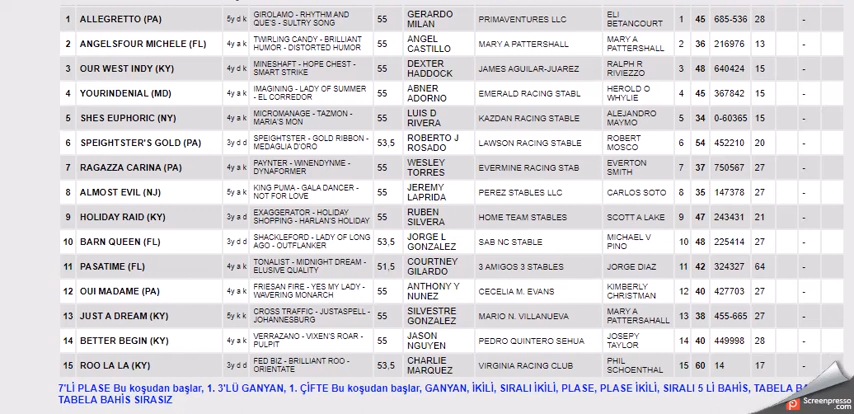 1 ALLEGRETTO (PA) 5y d k GIROLAMO - RHYTHM AND QUE'S - SULTRY SONG 55 GERARDO MILAN PRIMAVENTURES LLC ELI BETANCOURT 1 45 685-536 28 -
2 ANGELSFOUR MICHELE (FL) 4y a k TWIRLING CANDY - BRILLIANT HUMOR - DISTORTED HUMOR 55 ANGEL CASTILLO MARY A PATTERSHALL MARY A PATTERSHALL 2 36 216976 13 -
3 OUR WEST INDY (KY) 4y d k MINESHAFT - HOPE CHEST - SMART STRIKE 55 DEXTER HADDOCK JAMES AGUILAR-JUAREZ RALPH R RIVIEZZO 3 48 640424 15 -
4 YOURINDENIAL (MD) 4y a k IMAGINING - LADY OF SUMMER - EL CORREDOR 55 ABNER ADORNO EMERALD RACING STABL HEROLD O WHYLIE 4 45 367842 15 -
5 SHES EUPHORIC (NY) 4y a k MICROMANAGE - TAZMON - MARIA'S MON 55 LUIS D RIVERA KAZDAN RACING STABLE ALEJANDRO MAYMO 5 34 0-60365 15 -
6 SPEIGHTSTER'S GOLD (PA) 3y d d SPEIGHTSTER - GOLD RIBBON - MEDAGLIA D'ORO 53,5 ROBERTO J ROSADO LAWSON RACING STABLE ROBERT MOSCO 6 54 452210 20 -
7 RAGAZZA CARINA (PA) 4y a k PAYNTER - WINENDYNME - DYNAFORMER 55 WESLEY TORRES EVERMINE RACING STAB EVERTON SMITH 7 37 750567 27 -
8 ALMOST EVIL (NJ) 5y a k KING PUMA - GALA DANCER - NOT FOR LOVE 55 JEREMY LAPRIDA PEREZ STABLES LLC CARLOS SOTO 8 35 147378 27 -
9 HOLIDAY RAID (KY) 3y a d EXAGGERATOR - HOLIDAY SHOPPING - HARLAN'S HOLIDAY 55 RUBEN SILVERA HOME TEAM STABLES SCOTT A LAKE 9 47 243431 21 -
10 BARN QUEEN (FL) 3y d d SHACKLEFORD - LADY OF LONG AGO - OUTFLANKER 53,5 JORGE L GONZALEZ SAB NC STABLE MICHAEL V PINO 10 48 225414 27 -
11 PASATIME (FL) 4y a k TONALIST - MIDNIGHT DREAM - ELUSIVE QUALITY 51,5 COURTNEY GILARDO 3 AMIGOS 3 STABLES JORGE DIAZ 11 42 324327 64 -
12 OUI MADAME (PA) 4y a k FRIESAN FIRE - YES MY LADY - WAVERING MONARCH 55 ANTHONY Y NUNEZ CECELIA M. EVANS KIMBERLY CHRISTMAN 12 40 427703 27 -
13 JUST A DREAM (KY) 5y k k CROSS TRAFFIC - JUSTASPELL - JOHANNESBURG 55 SILVESTRE GONZALEZ MARIO N. VILLANUEVA MARY A PATTERSAHALL 13 38 455-665 27 -
14 BETTER BEGIN (KY) 4y a k VERRAZANO - VIXEN'S ROAR - PULPIT 55 JASON NGUYEN PEDRO QUINTERO SEHUA JOSEPY TAYLOR 14 40 449998 28 -
15 ROO LA LA (KY) 3y d d FED BIZ - BRILLIANT ROO - ORIENTATE 53,5 CHARLIE MARQUEZ VIRGINIA RACING CLUB PHIL SCHOENTHAL 15 60 14 17 -
7'Lİ PLASE Bu koşudan başlar, 1. 3'LÜ GANYAN, 1. ÇİFTE Bu koşudan başlar, GANYAN, İKİLİ, SIRALI İKİLİ, PLASE, PLASE İKİLİ, SIRALI 5 Lİ BAHİS, TABELA
TABELA BAHİS SIRASIZ
Screenpresso.com